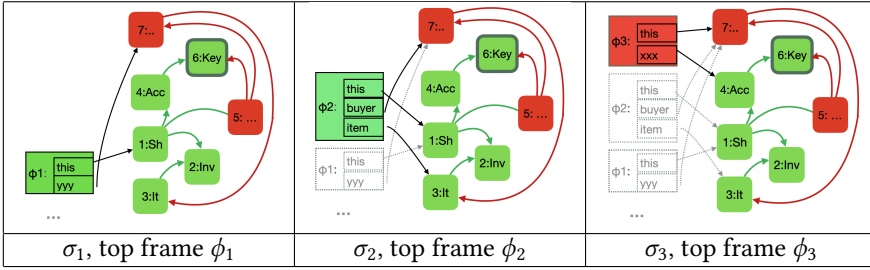 7:..
6:Key
4:Acc
5: ...
1:Sh
ϕ1:
this
yyy
2:Inv
3:It
...
σ₁, top frame ϕ₁
7:..
6:Key
this
4:Acc
ϕ2:
buyer
5: ...
item
1:Sh
ϕ1:
this
yyy
2:Inv
3:It
...
σ₂, top frame ϕ₂
7:..
ϕ3:
this
xxx
6:Key
this
4:Acc
ϕ2:
buyer
5: ...
item
1:Sh
ϕ1:
this
yyy
2:Inv
3:It
...
σ₃, top frame ϕ₃